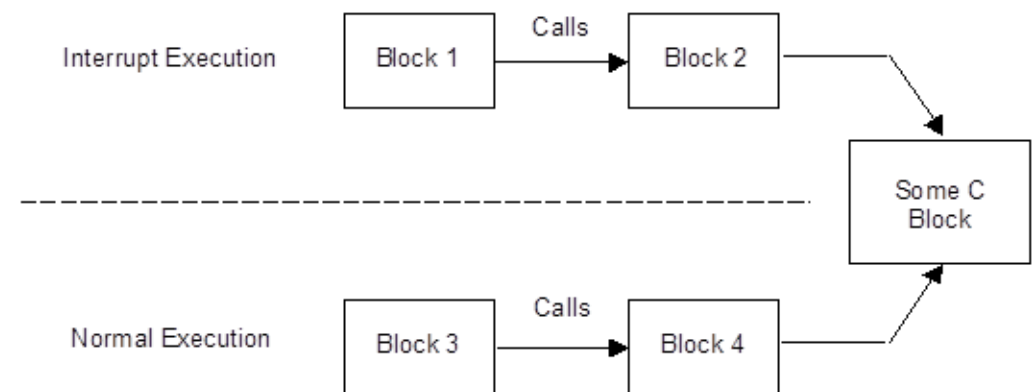 Interrupt Execution
Block 1
Calls
Block 2
Some C
Block
Normal Execution
Block 3
Calls
Block 4